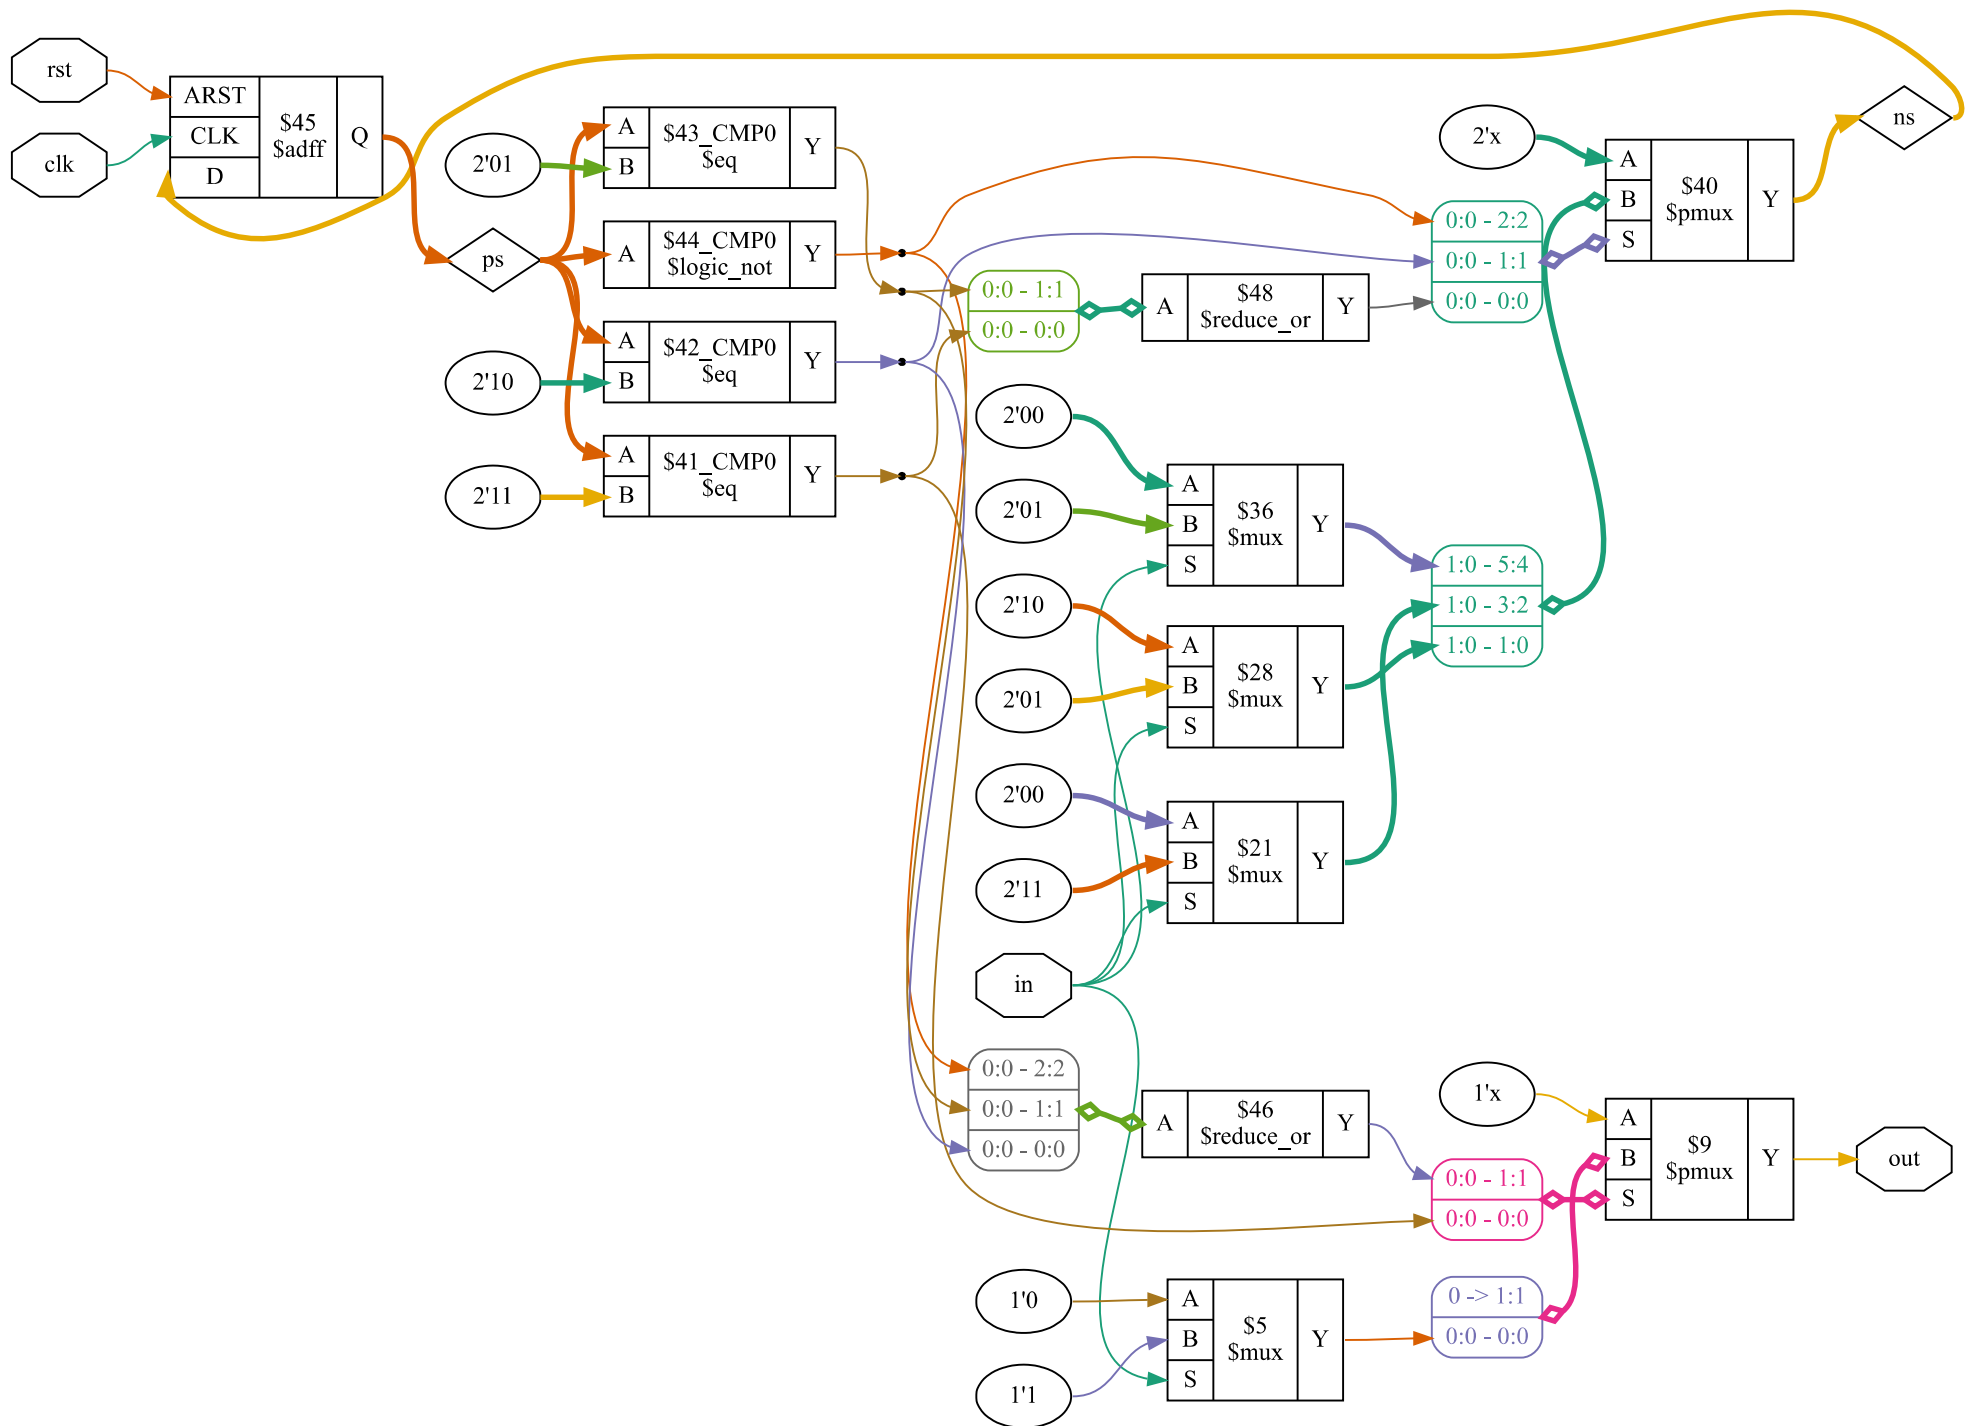 rst
clk
ARST
CLK
D
$45
$adff
Q
ps
2'01
2'10
2'11
A
B
$43_CMP0
$eq
Y
A
$44_CMP0
$logic_not
Y
A
B
$42_CMP0
$eq
Y
A
B
$41_CMP0
$eq
Y
0:0 - 1:1
0:0 - 0:0
A
$48
$reduce_or
Y
2'00
2'01
A
B
S
$36
$mux
Y
2'10
2'01
A
B
S
$28
$mux
Y
2'00
2'11
A
B
S
$21
$mux
Y
in
0:0 - 2:2
0:0 - 1:1
0:0 - 0:0
A
$46
$reduce_or
Y
1'0
1'1
A
B
S
$5
$mux
Y
2'x
0:0 - 2:2
0:0 - 1:1
0:0 - 0:0
1:0 - 5:4
1:0 - 3:2
1:0 - 1:0
A
B
S
$40
$pmux
Y
ns
1'x
0:0 - 1:1
0:0 - 0:0
0 -> 1:1
0:0 - 0:0
A
B
S
$9
$pmux
Y
out